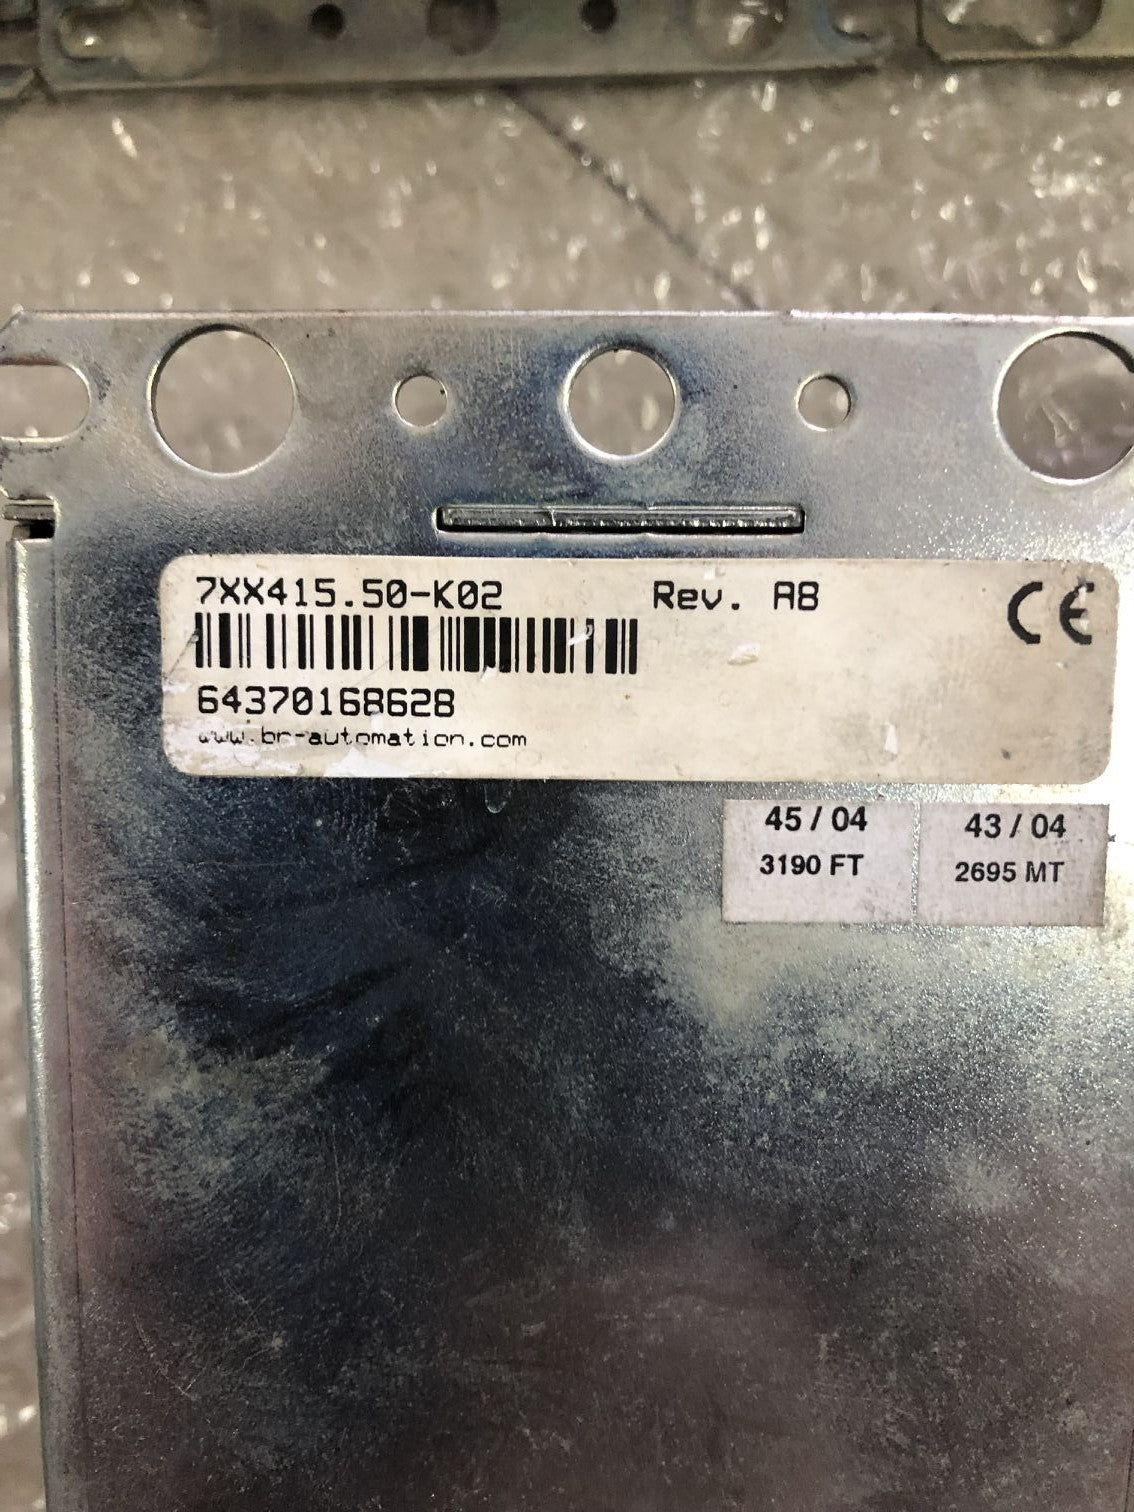 7XX415.50-K02 Rev. A8 CE
64370168628
www.br-automation.com
45 / 04 43 / 04
3190 FT 2695 MT